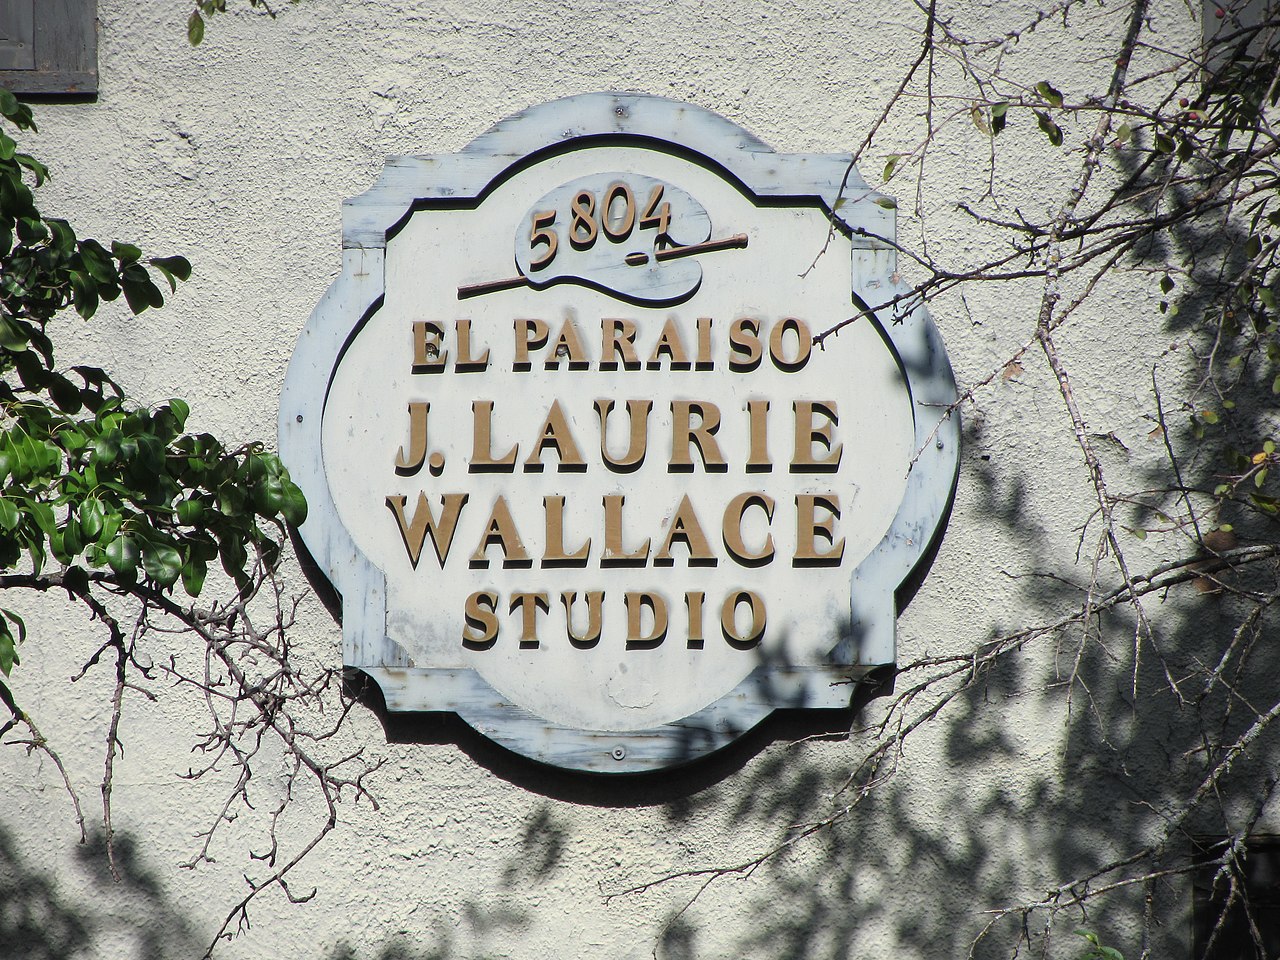 5804
EL PARAISO
J. LAURIE
WALLACE
STUDIO